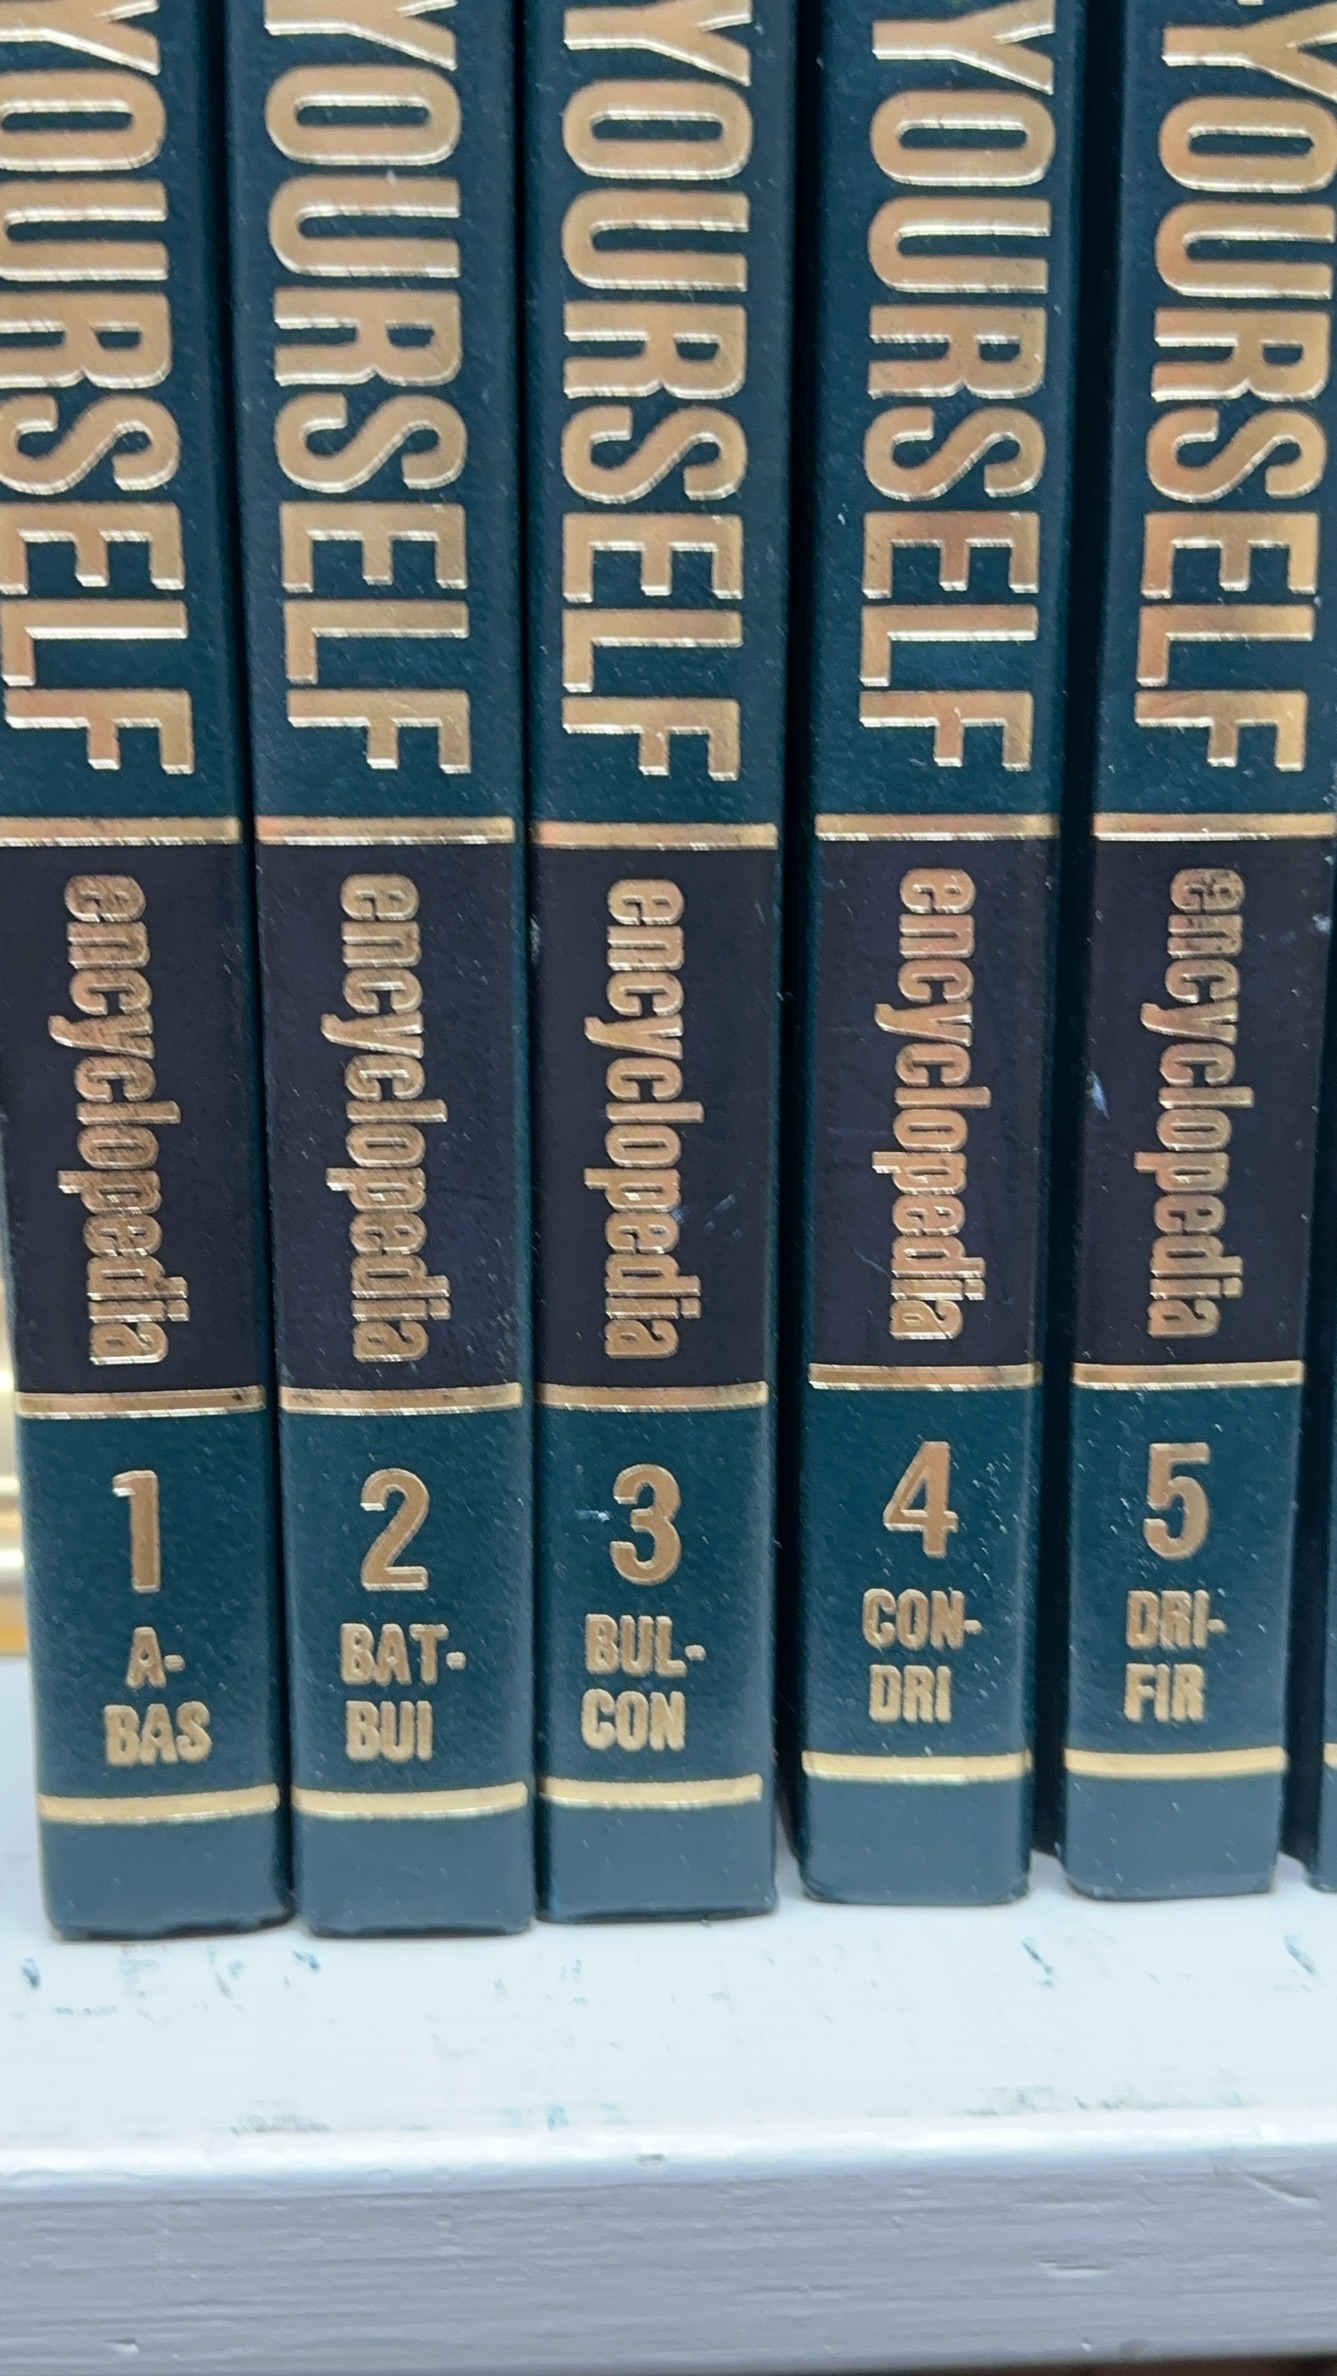 YOURSELF
encyclopedia
1
A-
BAS
YOURSELF
encyclopedia
2
BAT-
BUI
YOURSELF
encyclopedia
3
BUL-
CON
YOURSELF
encyclopedia
4
CON-
DRI
-YOURSELF
encyclopedia
5
DRI-
FIR